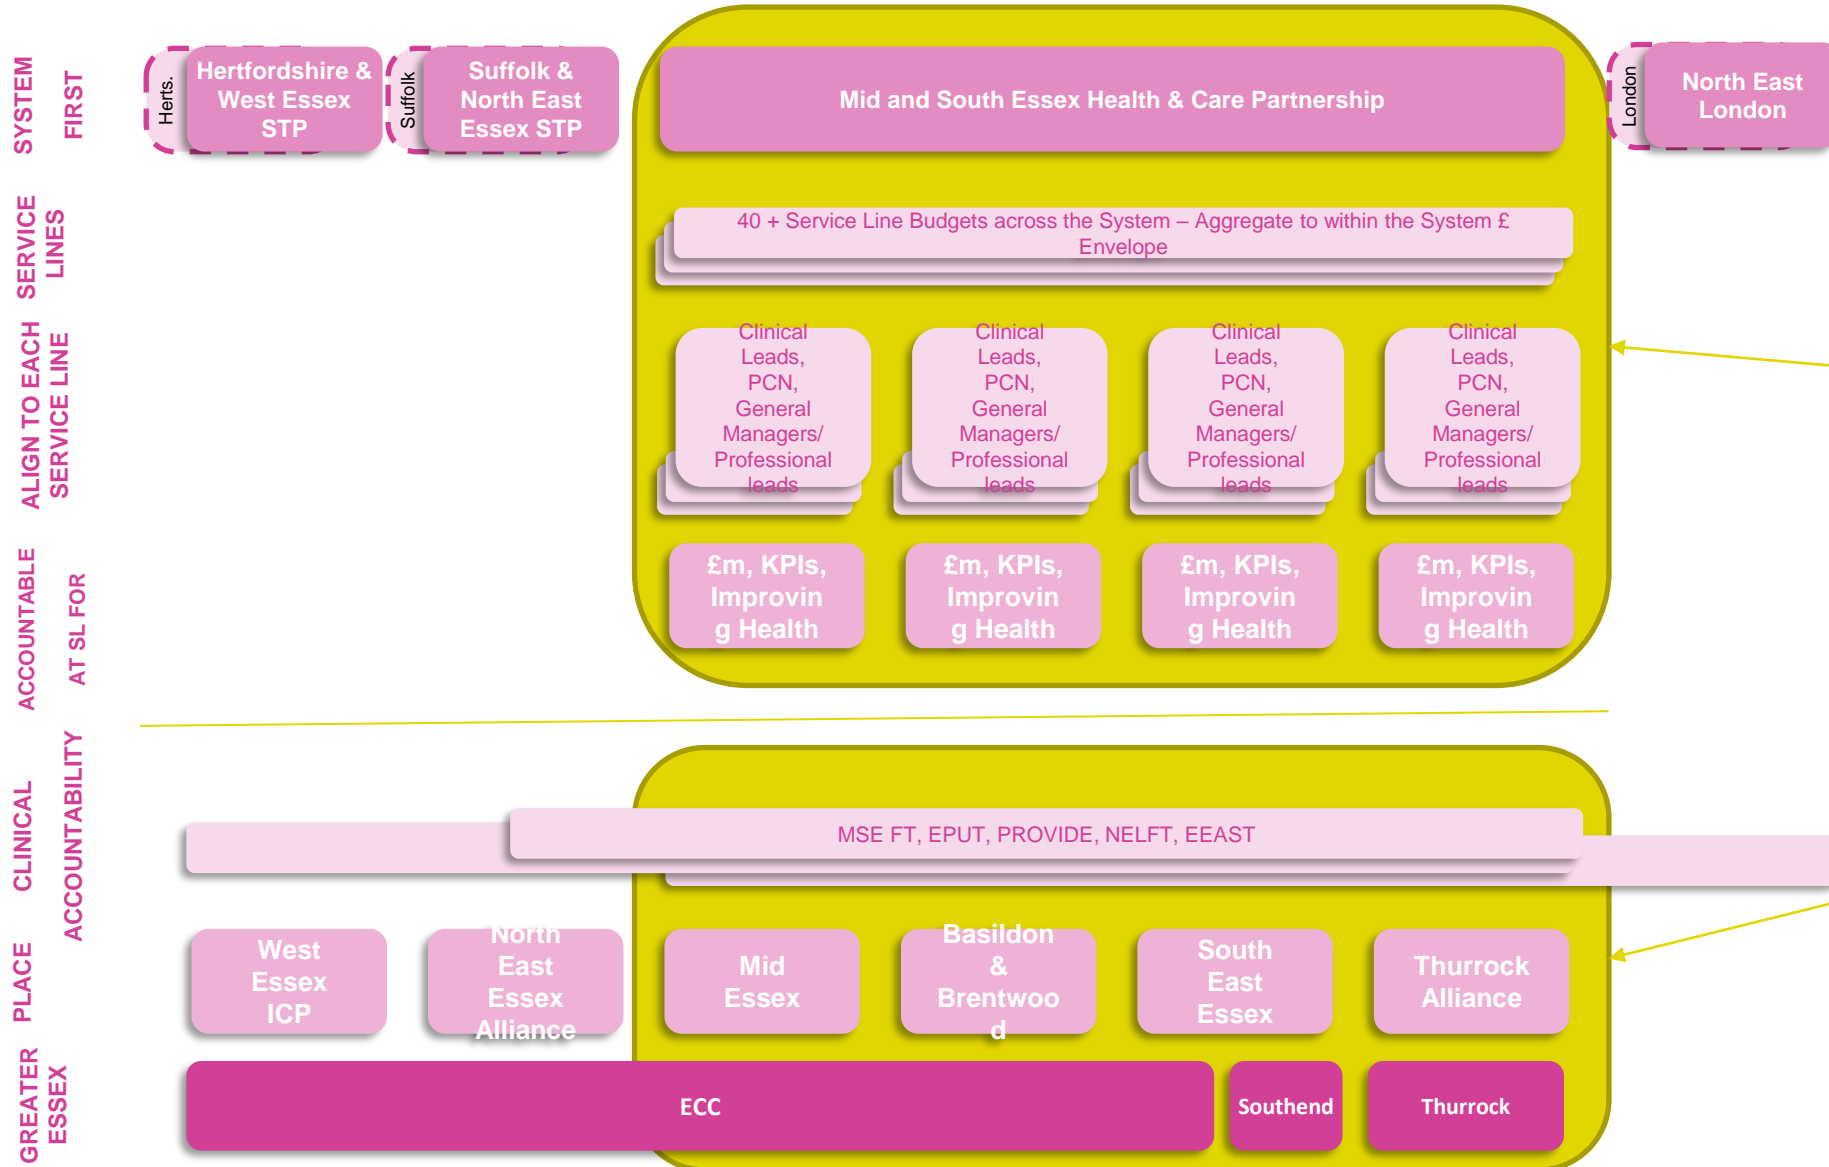 SYSTEM
FIRST
Herts.
Hertfordshire &
West Essex
STP
Suffolk
Suffolk &
North East
Essex STP
Mid and South Essex Health & Care Partnership
London
North East
London
SERVICE
LINES
40 + Service Line Budgets across the System – Aggregate to within the System £
Envelope
ALIGN TO EACH
SERVICE LINE
Clinical
Leads,
PCN,
General
Managers/
Professional
leads
Clinical
Leads,
PCN,
General
Managers/
Professional
leads
Clinical
Leads,
PCN,
General
Managers/
Professional
leads
Clinical
Leads,
PCN,
General
Managers/
Professional
leads
ACCOUNTABLE
AT SL FOR
£m, KPIs,
Improvin
g Health
£m, KPIs,
Improvin
g Health
£m, KPIs,
Improvin
g Health
£m, KPIs,
Improvin
g Health
CLINICAL
ACCOUNTABILITY
MSE FT, EPUT, PROVIDE, NELFT, EEAST
PLACE
West
Essex
ICP
North
East
Essex
Alliance
Mid
Essex
Basildon
&
Brentwoo
d
South
East
Essex
Thurrock
Alliance
GREATER
ESSEX
ECC
Southend
Thurrock